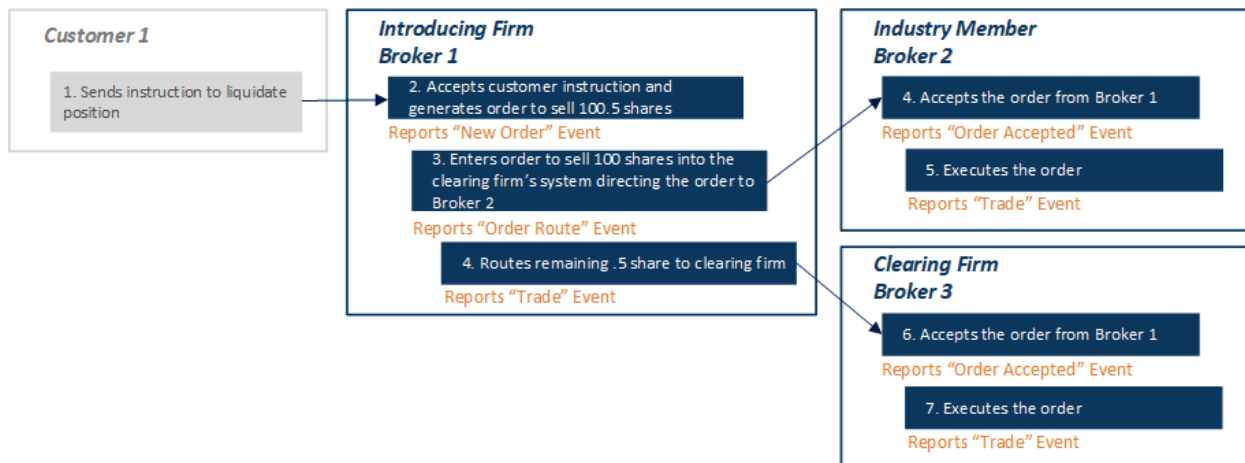 Customer 1
1. Sends instruction to liquidate
position
Introducing Firm
Broker 1
2. Accepts customer instruction and
generates order to sell 100.5 shares
Reports “New Order” Event
3. Enters order to sell 100 shares into the
clearing firm’s system directing the order to
Broker 2
Reports “Order Route” Event
4. Routes remaining .5 share to clearing firm
Reports “Trade” Event
Industry Member
Broker 2
4. Accepts the order from Broker 1
Reports “Order Accepted” Event
5. Executes the order
Reports “Trade” Event
Clearing Firm
Broker 3
6. Accepts the order from Broker 1
Reports “Order Accepted” Event
7. Executes the order
Reports “Trade” Event